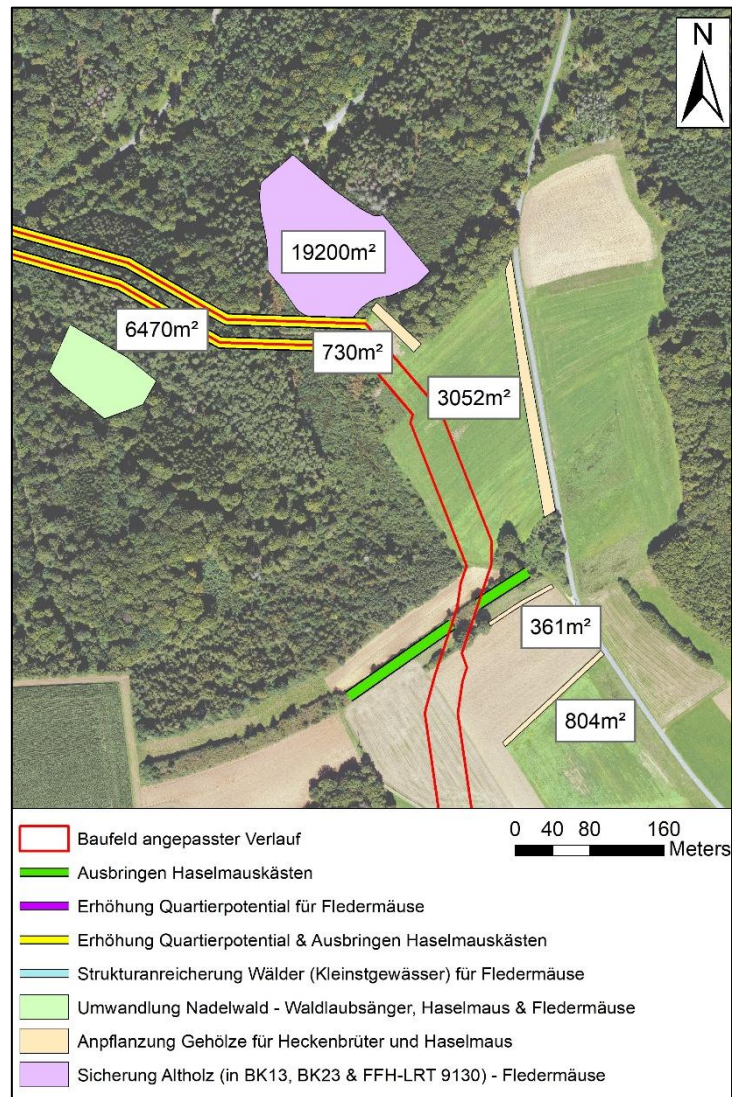 N
19200m²
6470m²
730m²
3052m²
361m²
804m²
Baufeld angepasster Verlauf
0 40 80 160
Meters
Ausbringen Haselmauskästen
Erhöhung Quartierpotential für Fledermäuse
Erhöhung Quartierpotential & Ausbringen Haselmauskästen
Strukturanreicherung Wälder (Kleinstgewässer) für Fledermäuse
Umwandlung Nadelwald - Waldlaubsänger, Haselmaus & Fledermäuse
Anpflanzung Gehölze für Heckenbrüter und Haselmaus
Sicherung Altholz (in BK13, BK23 & FFH-LRT 9130) - Fledermäuse